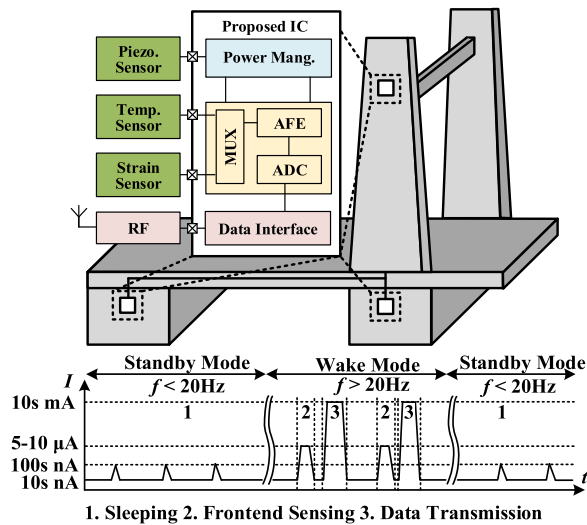 Proposed IC
Piezo.
Sensor
Power Mang.
Temp.
Sensor
MUX
AFE
Strain
Sensor
ADC
RF
Data Interface
Standby Mode
Wake Mode
Standby Mode
I
f < 20Hz
f > 20Hz
f < 20Hz
10s mA
1
2
3
2
3
1
5-10 μA
100s nA
10s nA
t
1. Sleeping 2. Frontend Sensing 3. Data Transmission